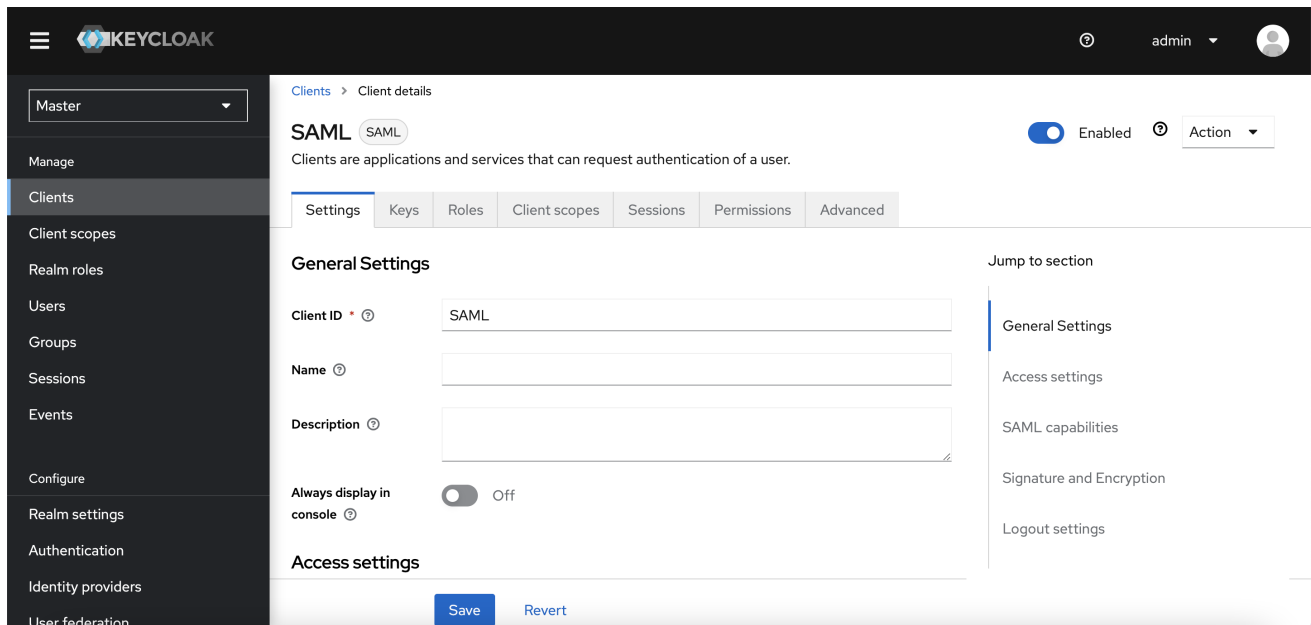 KEYCLOAK
admin
Master
Manage
Clients
Client scopes
Realm roles
Users
Groups
Sessions
Events
Configure
Realm settings
Authentication
Identity providers
User federation
Clients > Client details
SAML SAML
Enabled
Action
Clients are applications and services that can request authentication of a user.
Settings Keys Roles Client scopes Sessions Permissions Advanced
General Settings
Client ID * SAML
Name
Description
Always display in
console
Off
Access settings
Save Revert
Jump to section
General Settings
Access settings
SAML capabilities
Signature and Encryption
Logout settings